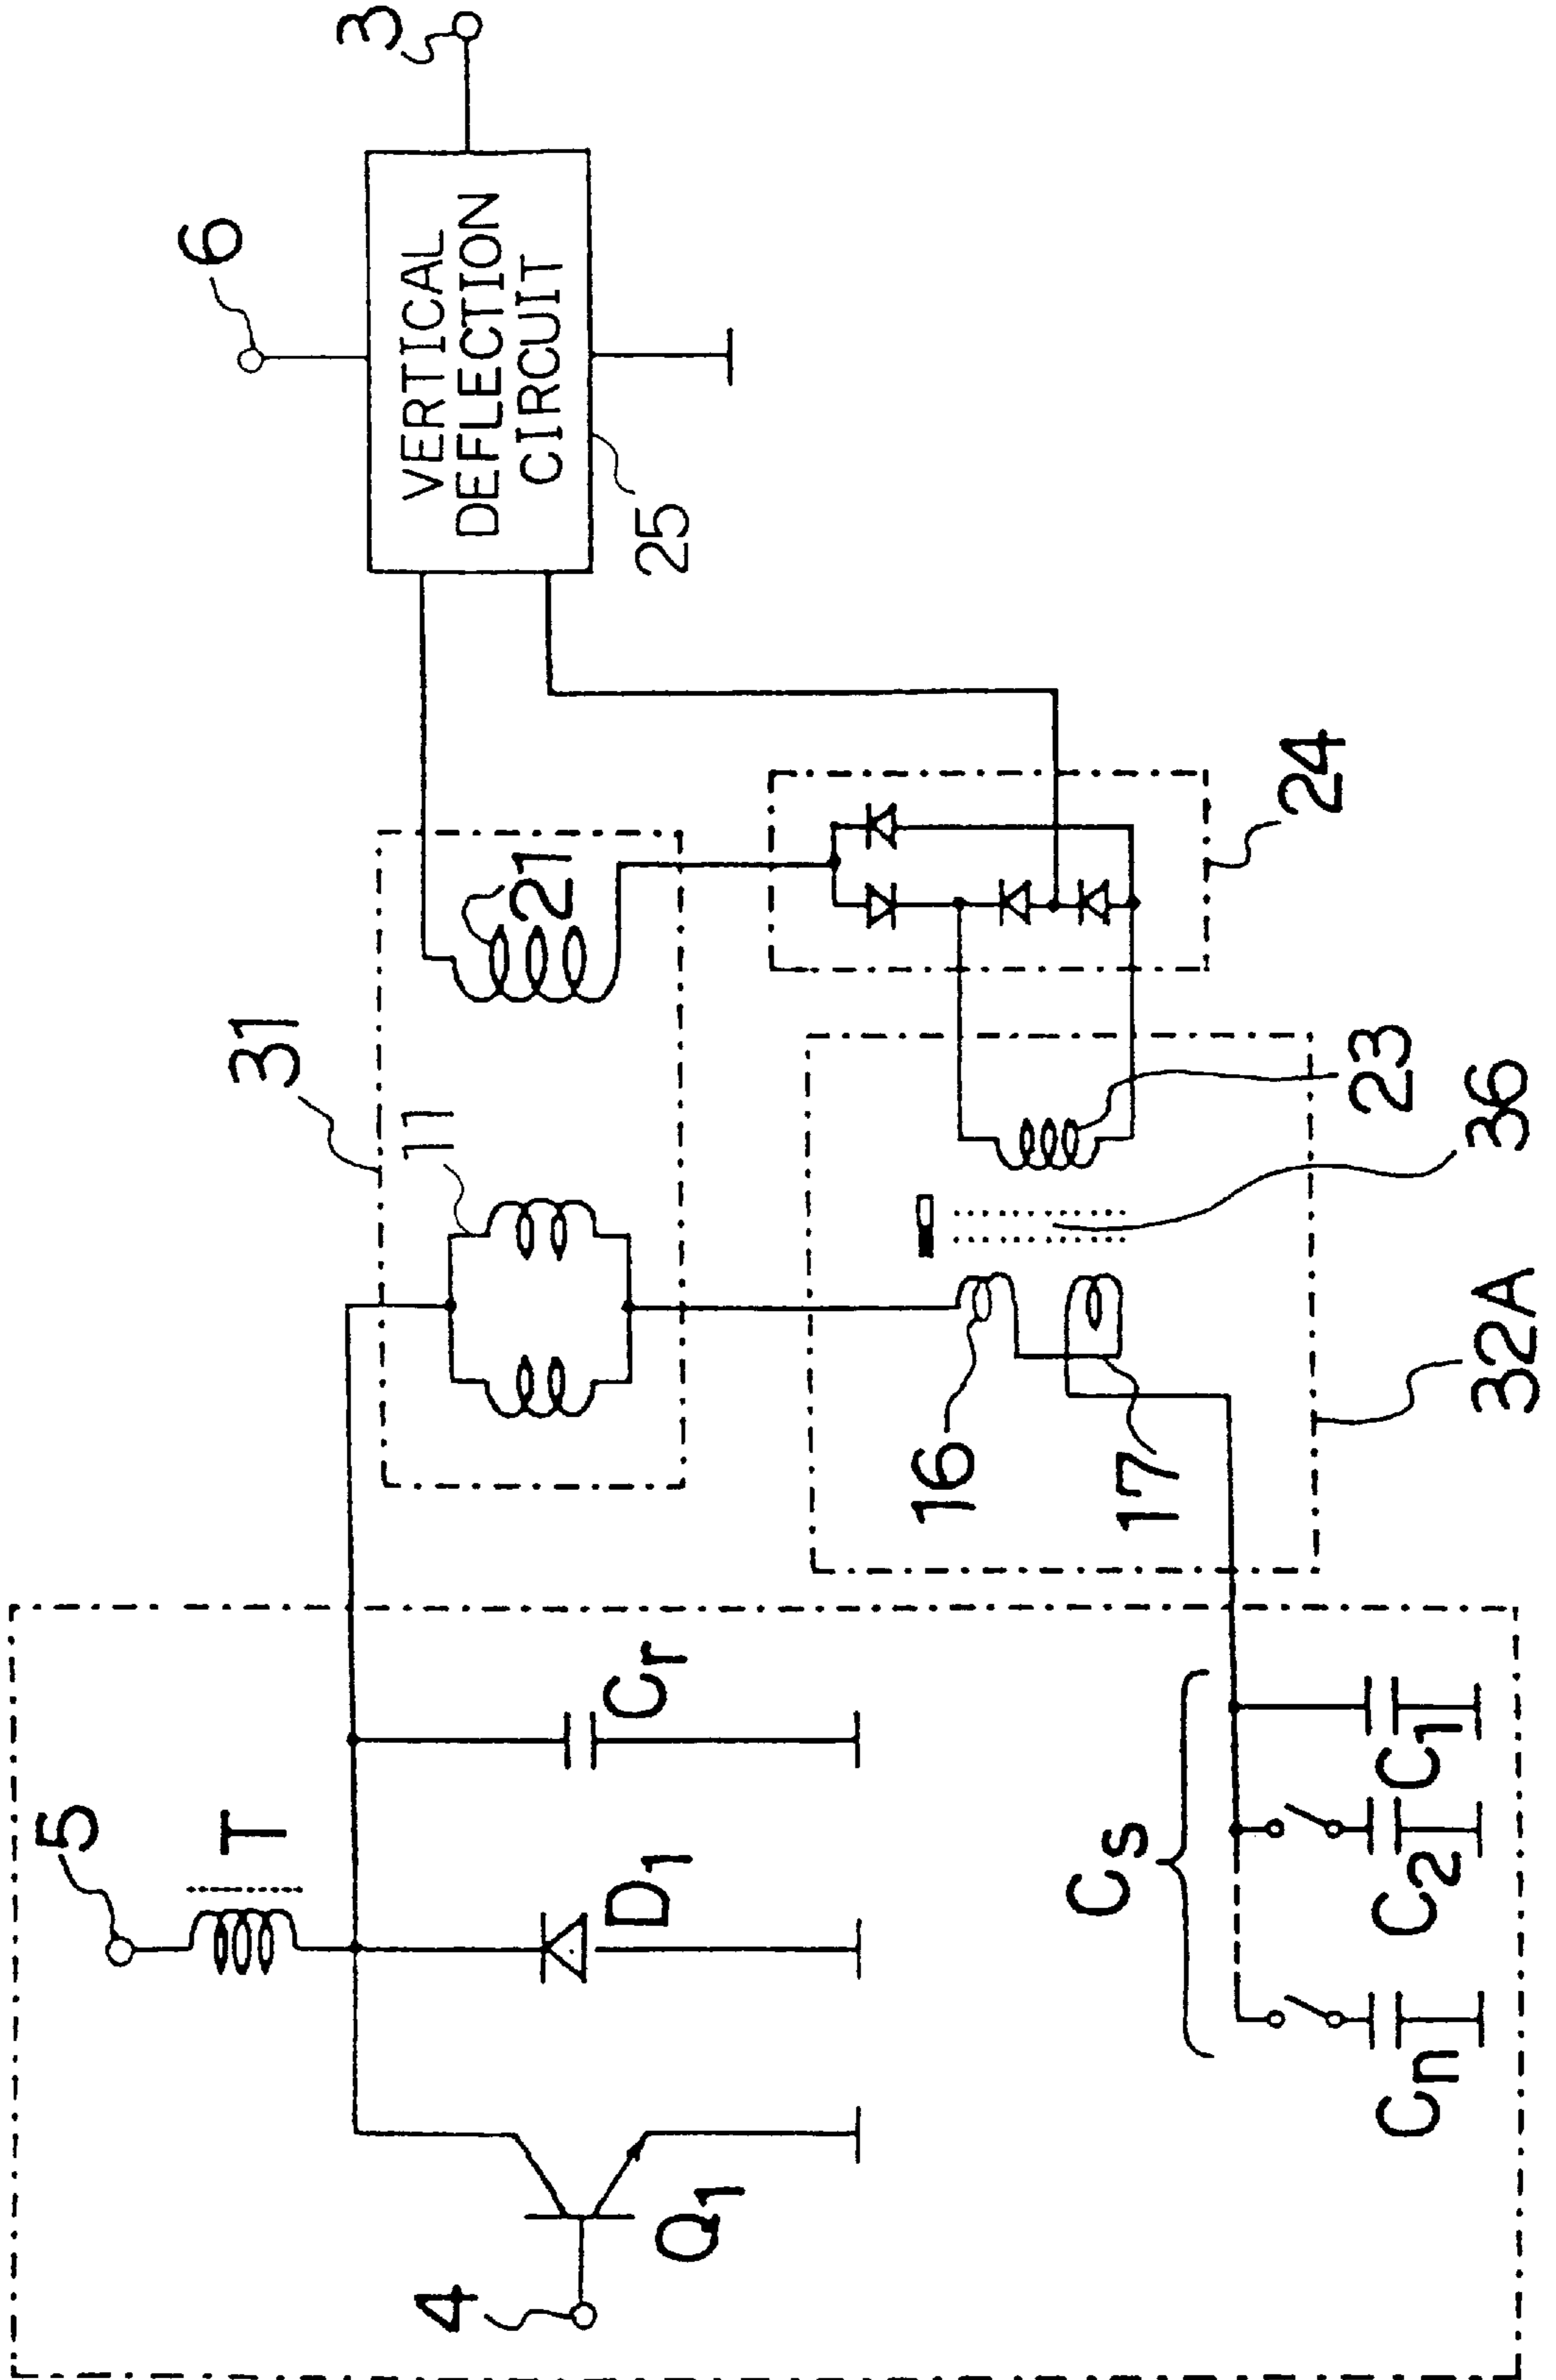 3
6
VERTICAL
DEFLECTION
CIRCUIT
25
31
11
21
24
23
36
32A
16
17
5
T
D1
Cr
Q1
4
Cs
C1
C2
Cn